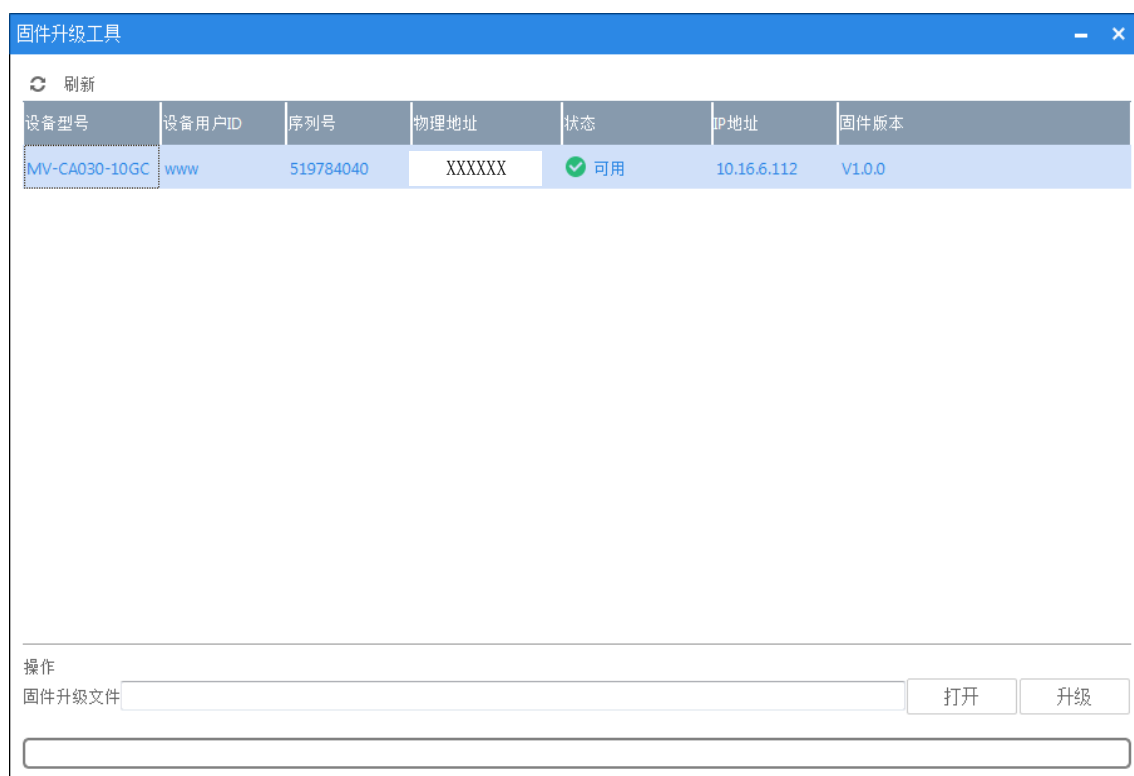 固件升级工具
刷新
设备型号 设备用户ID 序列号 物理地址 状态 IP地址 固件版本
MV-CA030-10GC www 519784040 XXXXXX 可用 10.16.6.112 V1.0.0
操作
固件升级文件 打开 升级